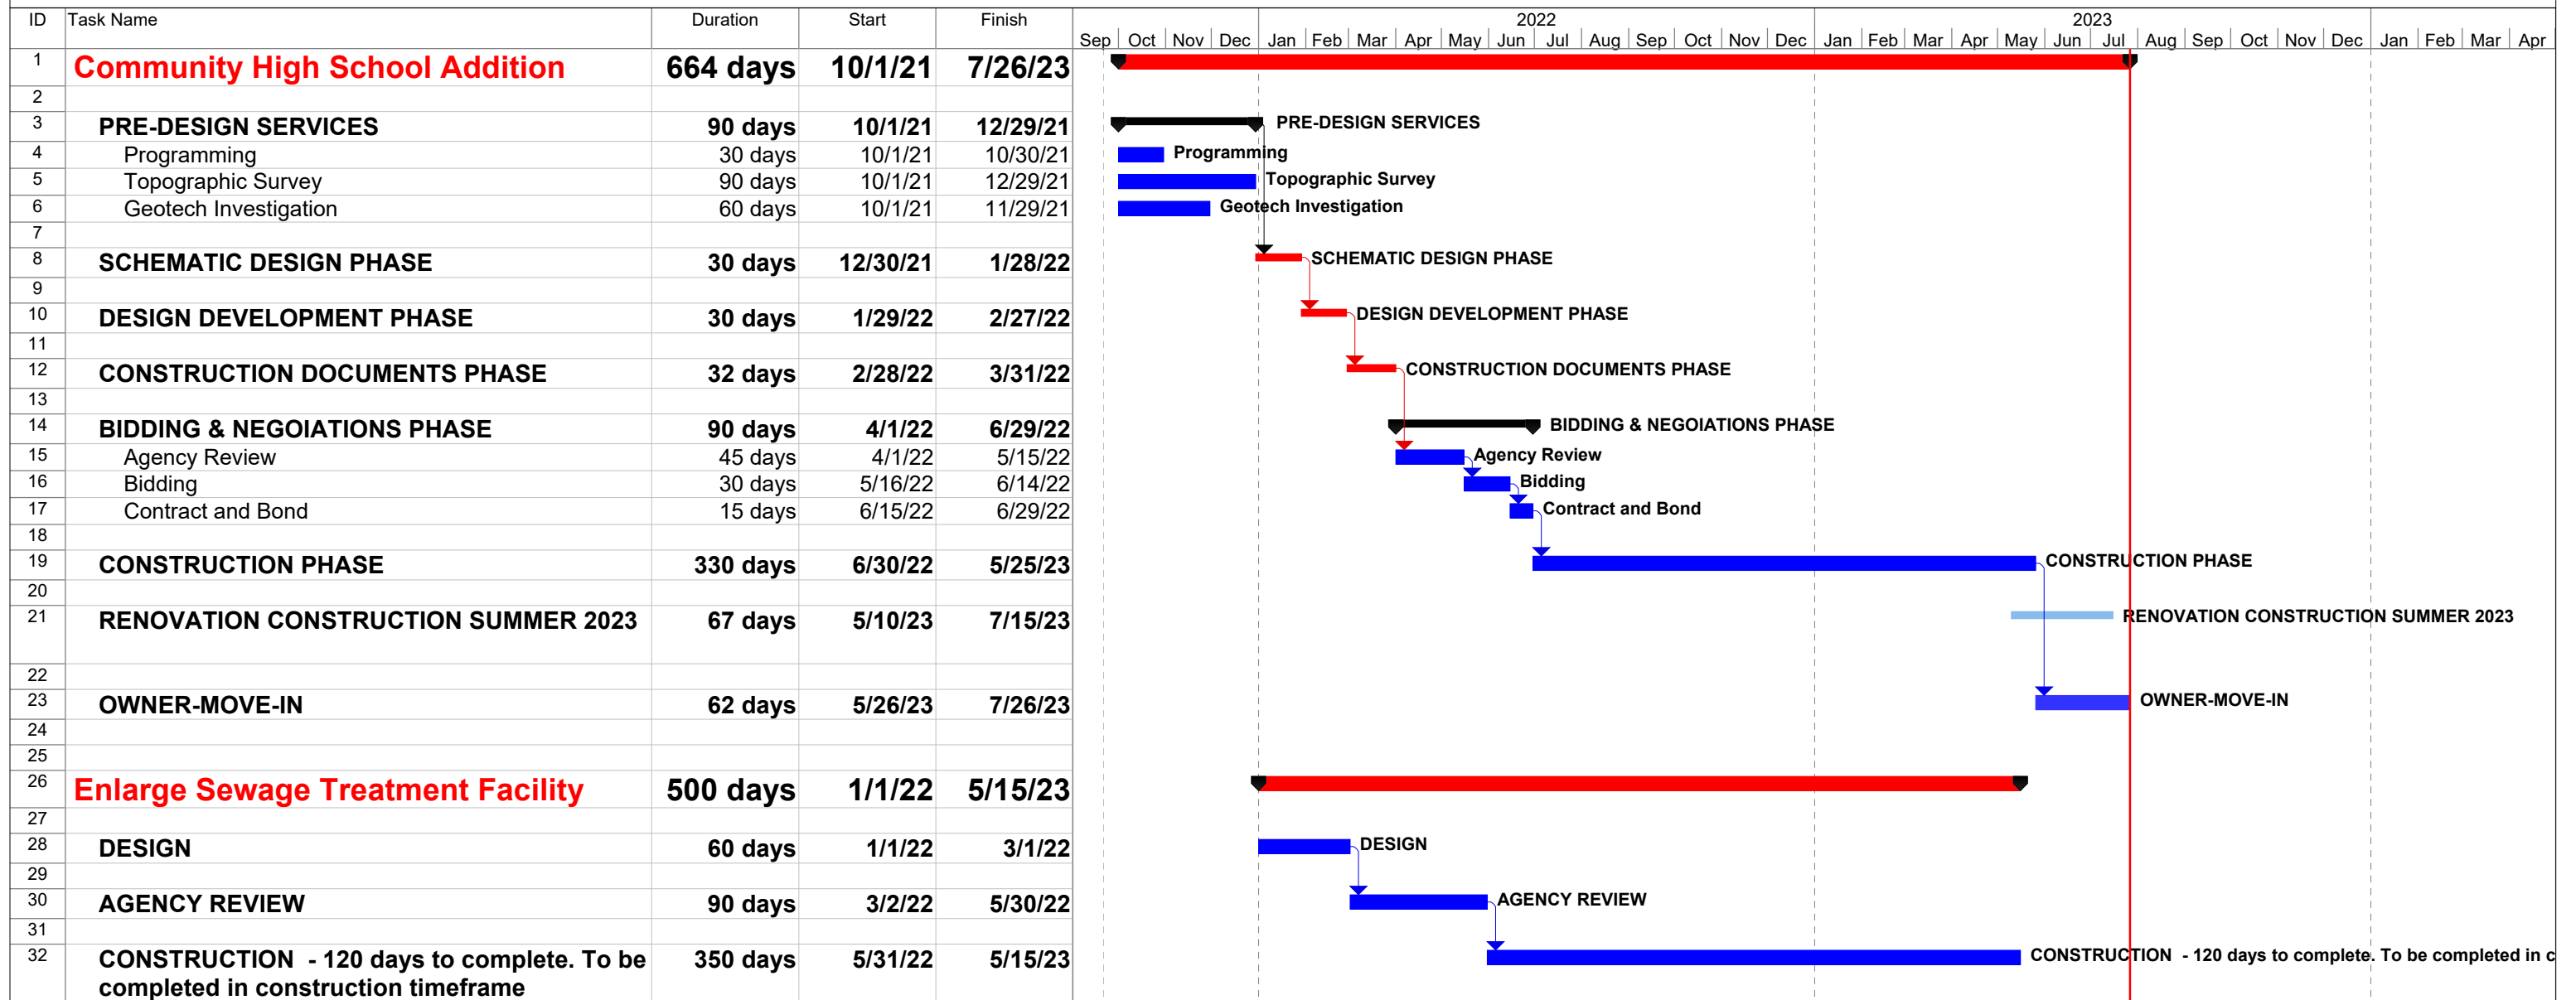 ID Task Name Duration Start Finish 2022 2023
Sep Oct Nov Dec Jan Feb Mar Apr May Jun Jul Aug Sep Oct Nov Dec Jan Feb Mar Apr May Jun Jul Aug Sep Oct Nov Dec Jan Feb Mar Apr
1 Community High School Addition 664 days 10/1/21 7/26/23
2
3 PRE-DESIGN SERVICES 90 days 10/1/21 12/29/21 PRE-DESIGN SERVICES
4 Programming 30 days 10/1/21 10/30/21 Programming
5 Topographic Survey 90 days 10/1/21 12/29/21 Topographic Survey
6 Geotech Investigation 60 days 10/1/21 11/29/21 Geotech Investigation
7
8 SCHEMATIC DESIGN PHASE 30 days 12/30/21 1/28/22 SCHEMATIC DESIGN PHASE
9
10 DESIGN DEVELOPMENT PHASE 30 days 1/29/22 2/27/22 DESIGN DEVELOPMENT PHASE
11
12 CONSTRUCTION DOCUMENTS PHASE 32 days 2/28/22 3/31/22 CONSTRUCTION DOCUMENTS PHASE
13
14 BIDDING & NEGOIATIONS PHASE 90 days 4/1/22 6/29/22 BIDDING & NEGOIATIONS PHASE
15 Agency Review 45 days 4/1/22 5/15/22 Agency Review
16 Bidding 30 days 5/16/22 6/14/22 Bidding
17 Contract and Bond 15 days 6/15/22 6/29/22 Contract and Bond
18
19 CONSTRUCTION PHASE 330 days 6/30/22 5/25/23 CONSTRUCTION PHASE
20
21 RENOVATION CONSTRUCTION SUMMER 2023 67 days 5/10/23 7/15/23 RENOVATION CONSTRUCTION SUMMER 2023
22
23 OWNER-MOVE-IN 62 days 5/26/23 7/26/23 OWNER-MOVE-IN
24
25
26 Enlarge Sewage Treatment Facility 500 days 1/1/22 5/15/23
27
28 DESIGN 60 days 1/1/22 3/1/22 DESIGN
29
30 AGENCY REVIEW 90 days 3/2/22 5/30/22 AGENCY REVIEW
31
32 CONSTRUCTION - 120 days to complete. To be 350 days 5/31/22 5/15/23 CONSTRUCTION - 120 days to complete. To be completed in c
completed in construction timeframe